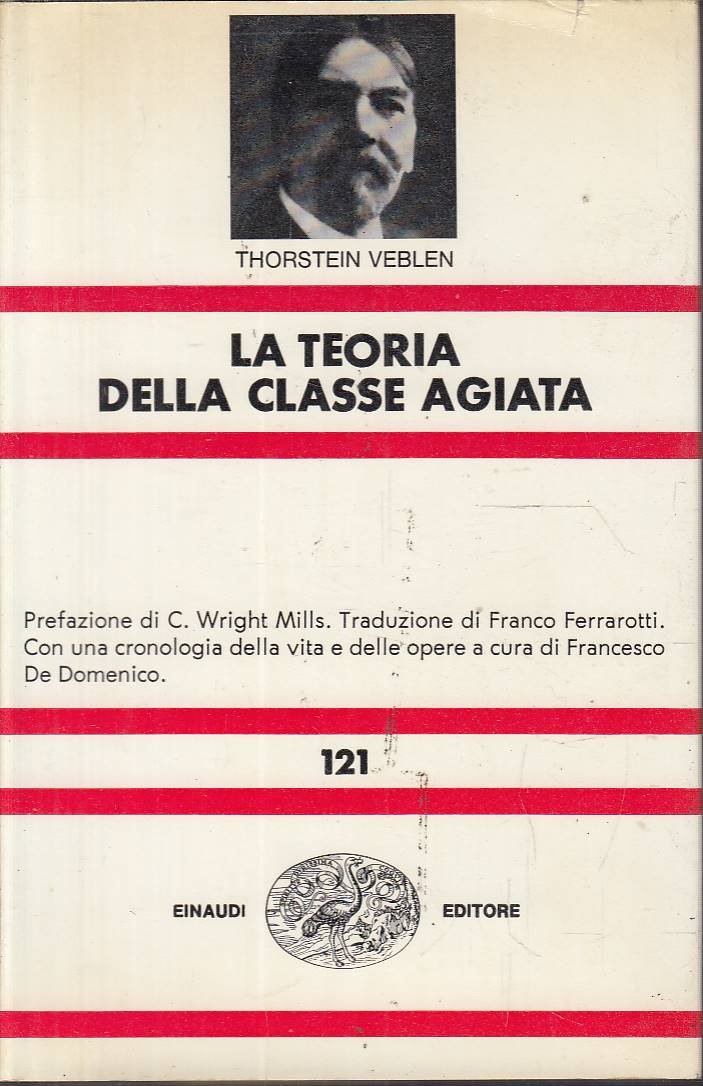 THORSTEIN VEBLEN
LA TEORIA
DELLA CLASSE AGIATA
Prefazione di C. Wright Mills. Traduzione di Franco Ferrarotti.
Con una cronologia della vita e delle opere a cura di Francesco
De Domenico.
121
EINAUDI EDITORE